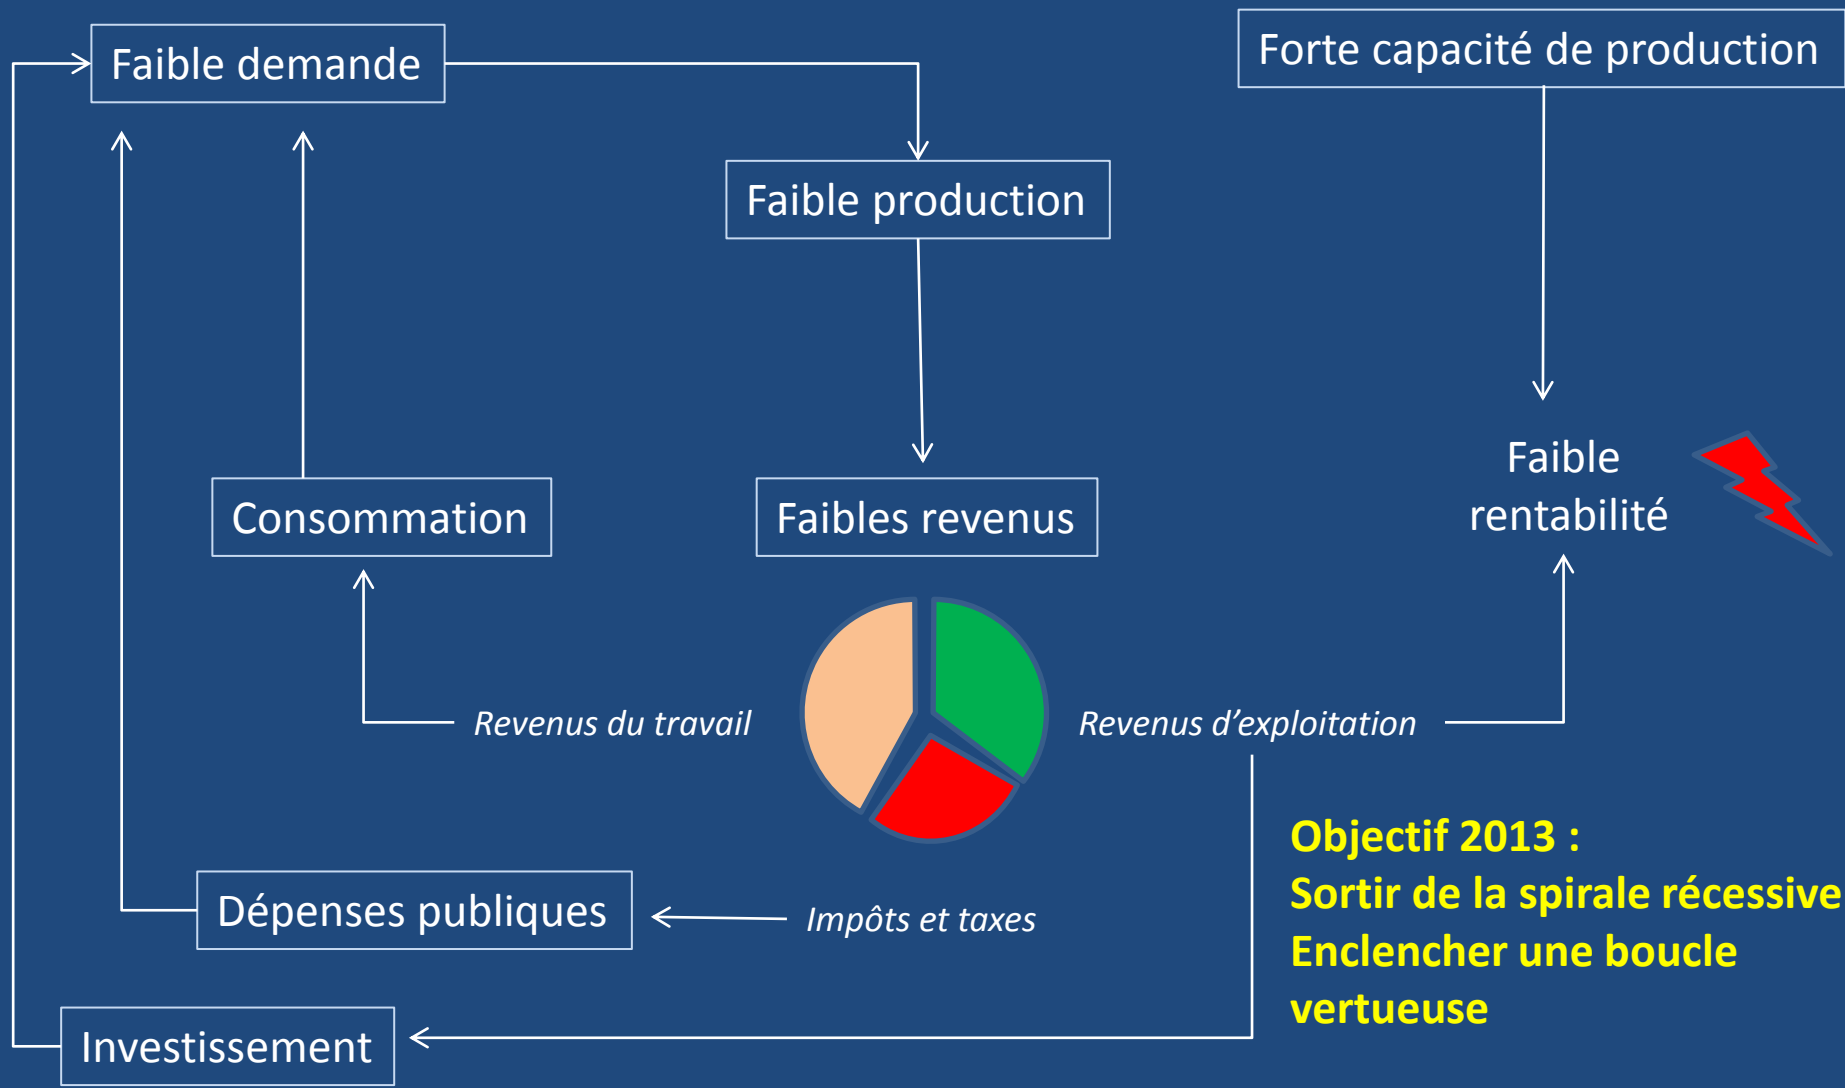 Faible demande
Forte capacité de production
Faible production
Faible
rentabilité
Consommation
Faibles revenus
Revenus du travail
Revenus d’exploitation
Objectif 2013 :
Sortir de la spirale récessive
Enclencher une boucle
vertueuse
Dépenses publiques
Impôts et taxes
Investissement